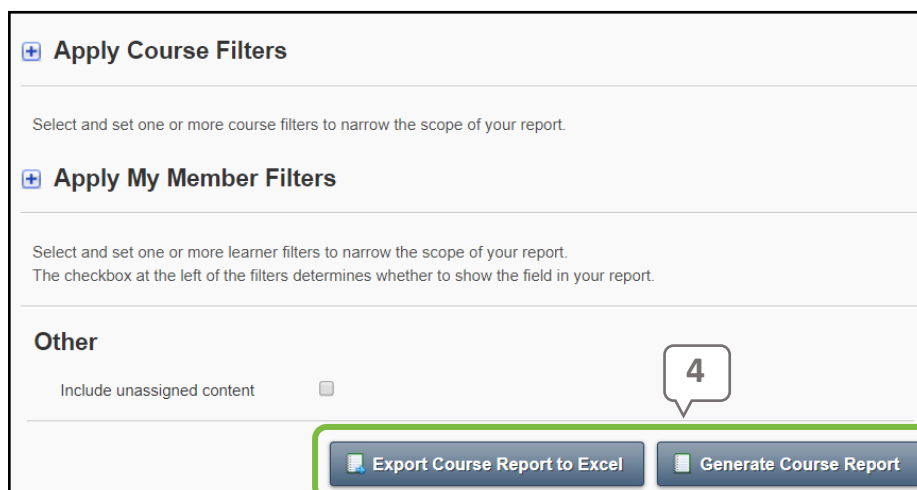 Apply Course Filters
Select and set one or more course filters to narrow the scope of your report.
Apply My Member Filters
Select and set one or more learner filters to narrow the scope of your report.
The checkbox at the left of the filters determines whether to show the field in your report.
Other
Include unassigned content
4
Export Course Report to Excel
Generate Course Report